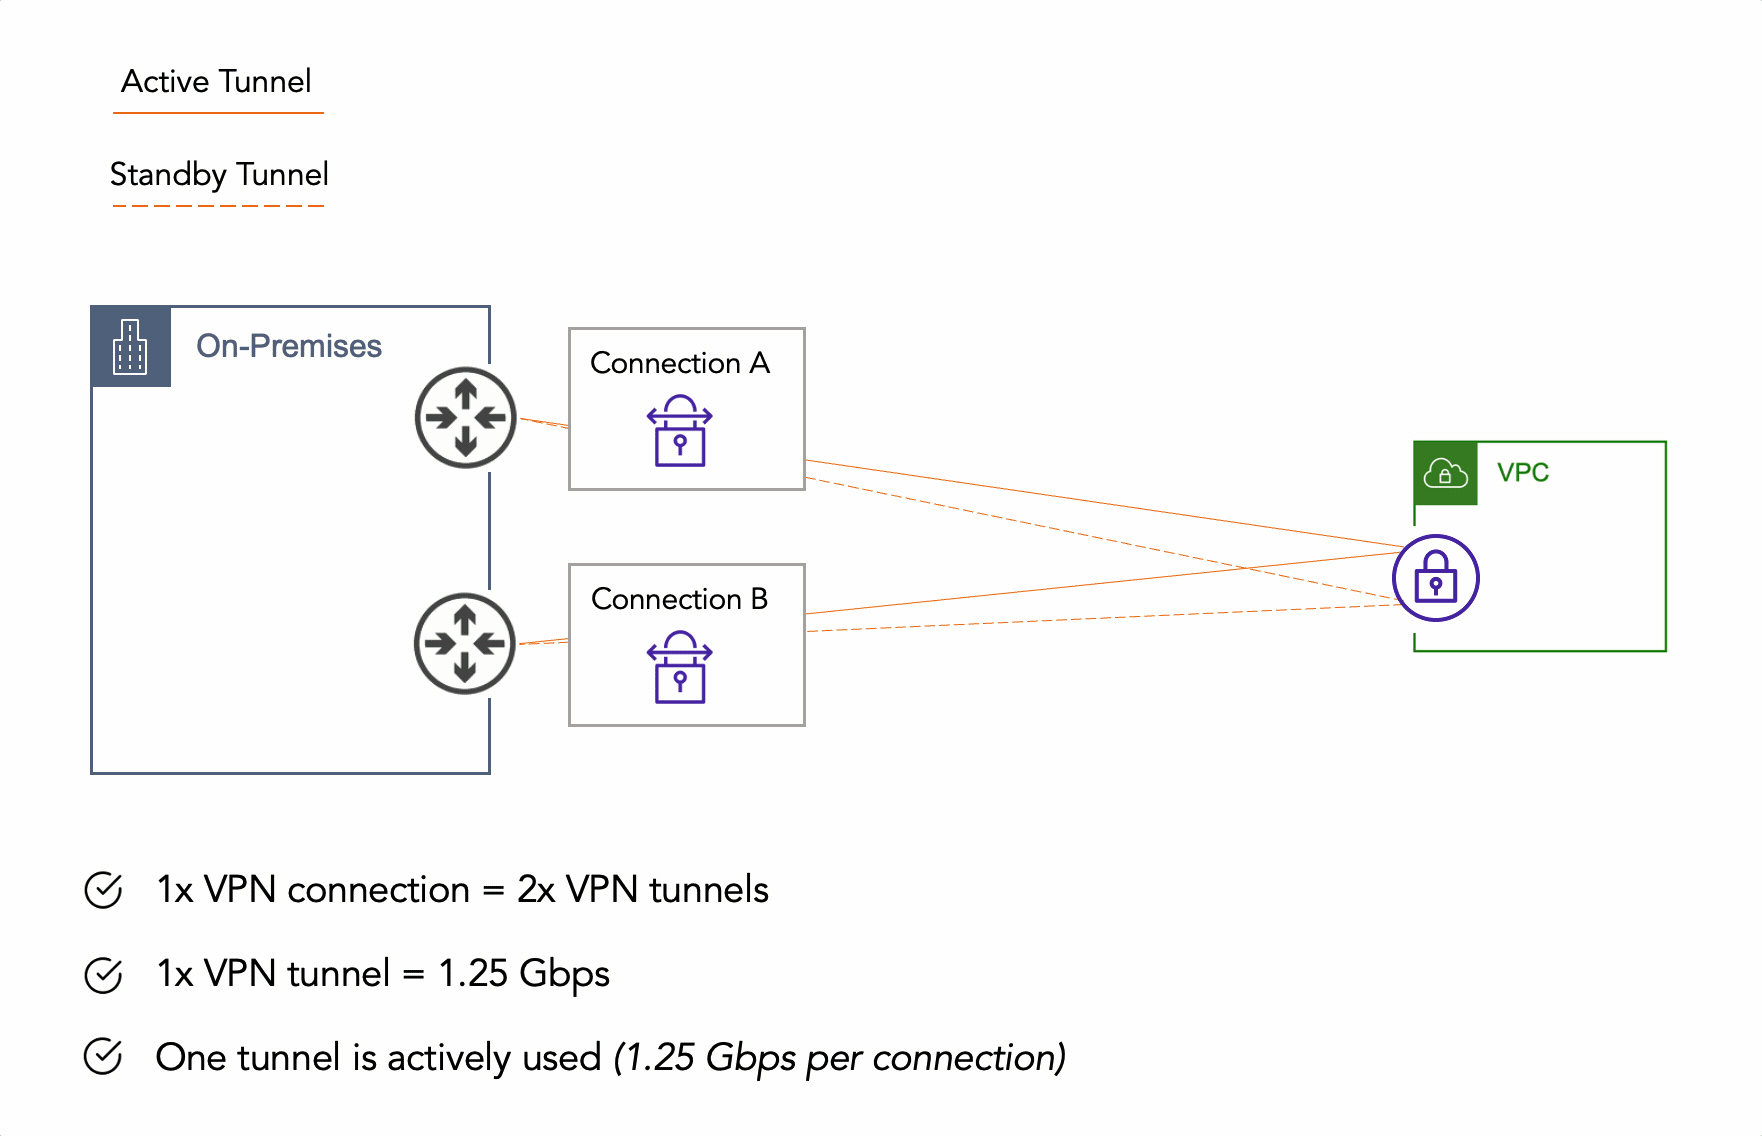 Active Tunnel
Standby Tunnel
On-Premises
Connection A
VPC
Connection B
1x VPN connection = 2x VPN tunnels
1x VPN tunnel = 1.25 Gbps
One tunnel is actively used (1.25 Gbps per connection)